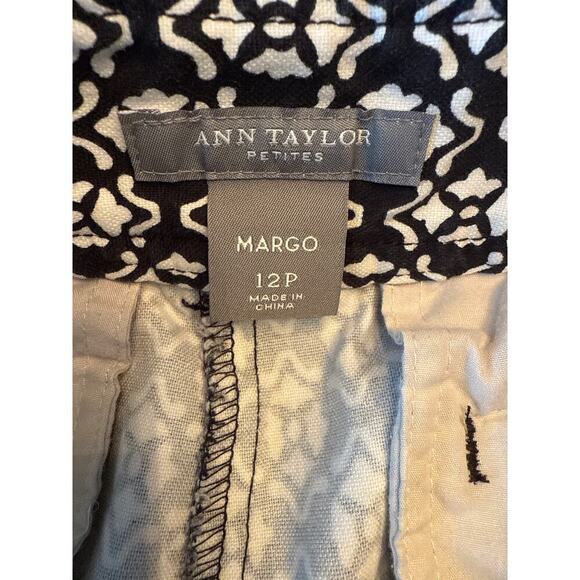 ANN TAYLOR
PETITES
MARGO
12P
MADE IN
CHINA